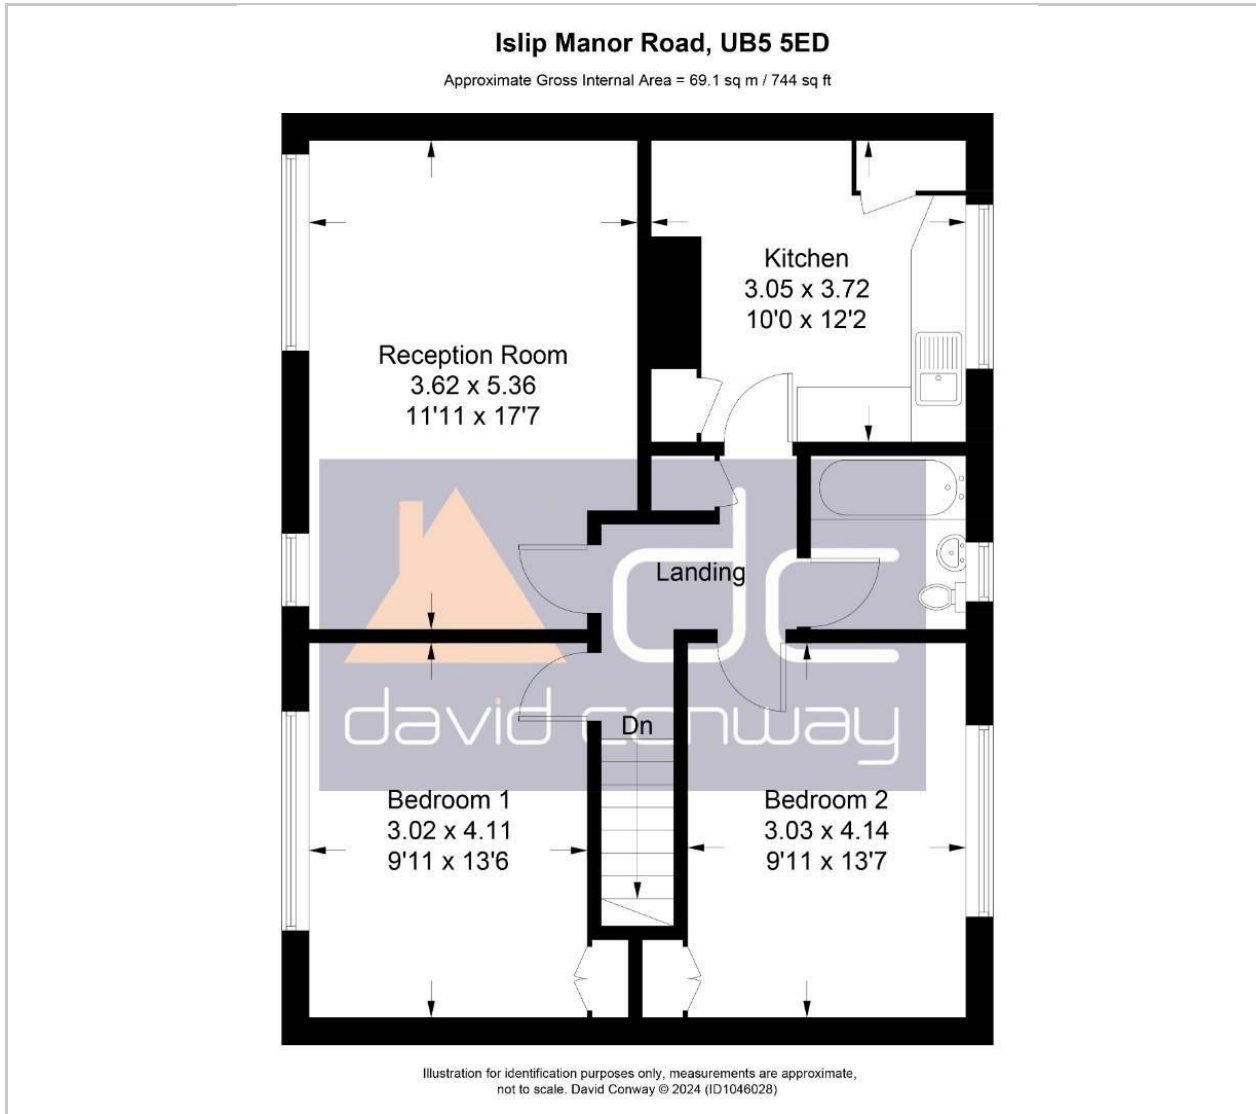 Islip Manor Road, UB5 5ED
Approximate Gross Internal Area = 69.1 sq m / 744 sq ft
Kitchen
3.05 x 3.72
10'0 x 12'2
Reception Room
3.62 x 5.36
11'11 x 17'7
Landing
dc
david conway
Dn
Bedroom 1
3.02 x 4.11
9'11 x 13'6
Bedroom 2
3.03 x 4.14
9'11 x 13'7
Illustration for identification purposes only, measurements are approximate,
not to scale. David Conway © 2024 (ID1046028)